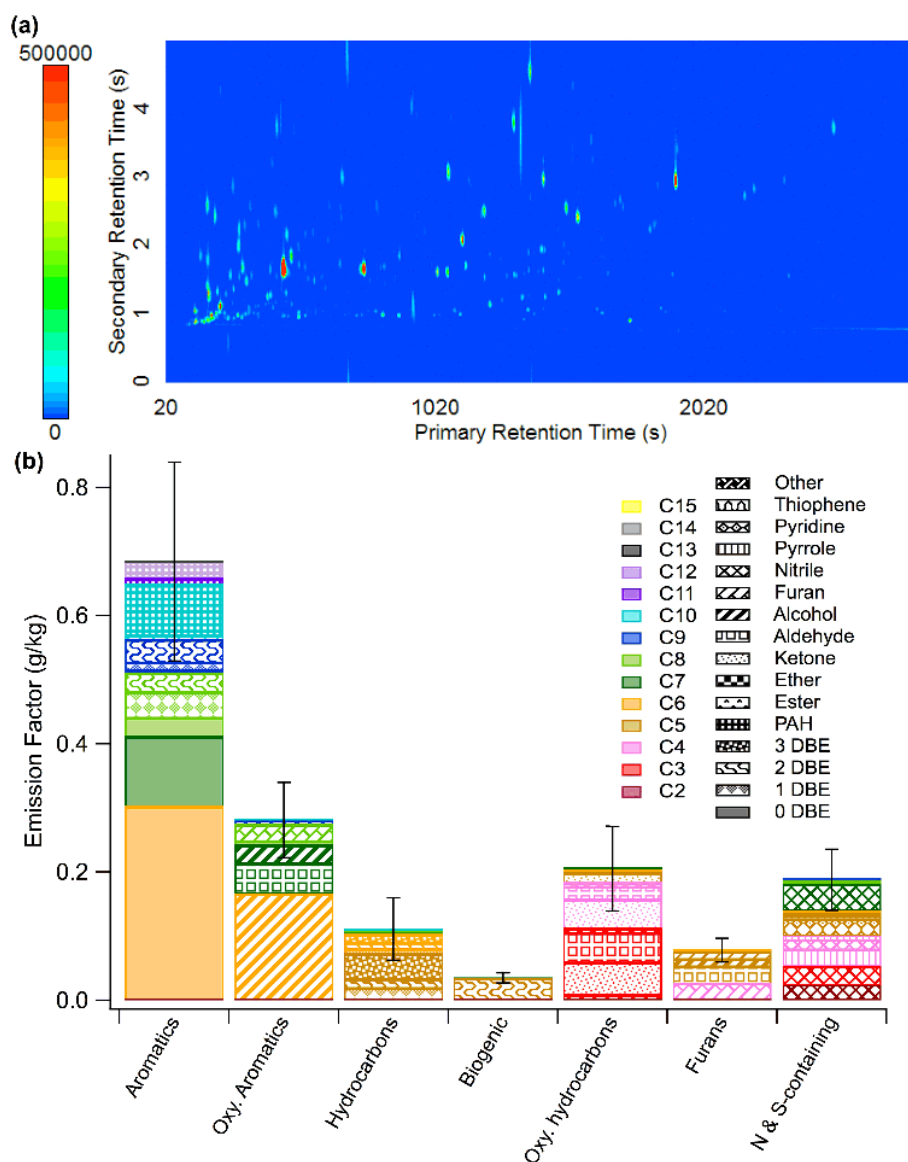 (a)
500000
0
Secondary Retention Time (s)
4
3
2
1
0
20
1020
2020
Primary Retention Time (s)
(b)
Emission Factor (g/kg)
0.8
0.6
0.4
0.2
0.0
C15
C14
C13
C12
C11
C10
C9
C8
C7
C6
C5
C4
C3
C2
Other
Thiophene
Pyridine
Pyrrole
Nitrile
Furan
Alcohol
Aldehyde
Ketone
Ether
Ester
PAH
3 DBE
2 DBE
1 DBE
0 DBE
Aromatics
Oxy. Aromatics
Hydrocarbons
Biogenic
Oxy. hydrocarbons
Furans
N & S-containing